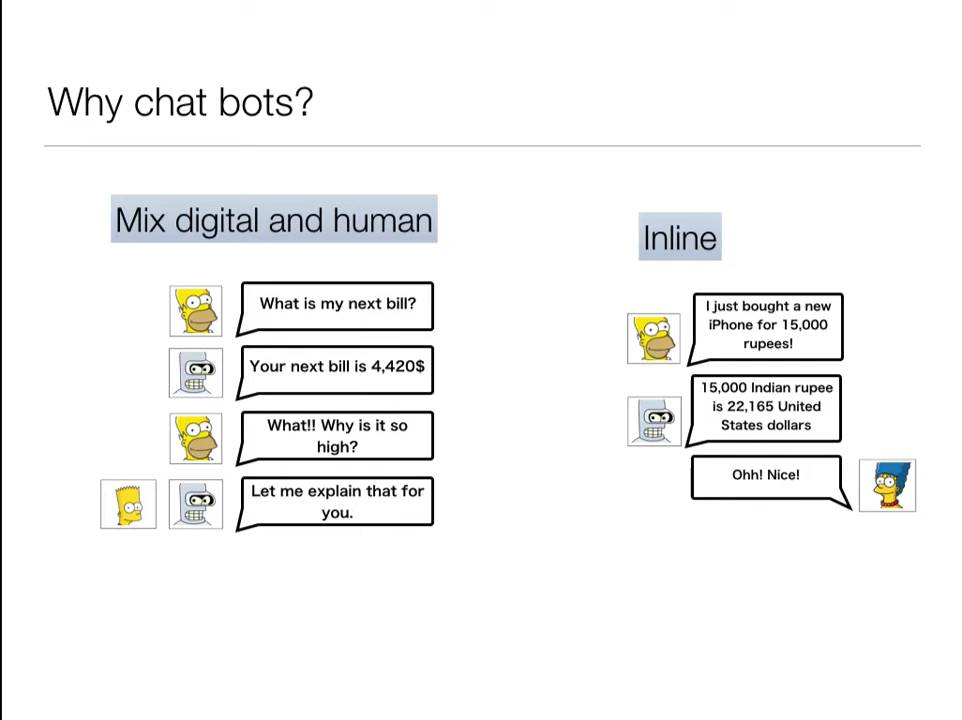 Why chat bots?
Mix digital and human
What is my next bill?
Your next bill is 4,420$
What!! Why is it so
high?
Let me explain that for
you.
Inline
I just bought a new
iPhone for 15,000
rupees!
15,000 Indian rupee
is 22,165 United
States dollars
Ohh! Nice!